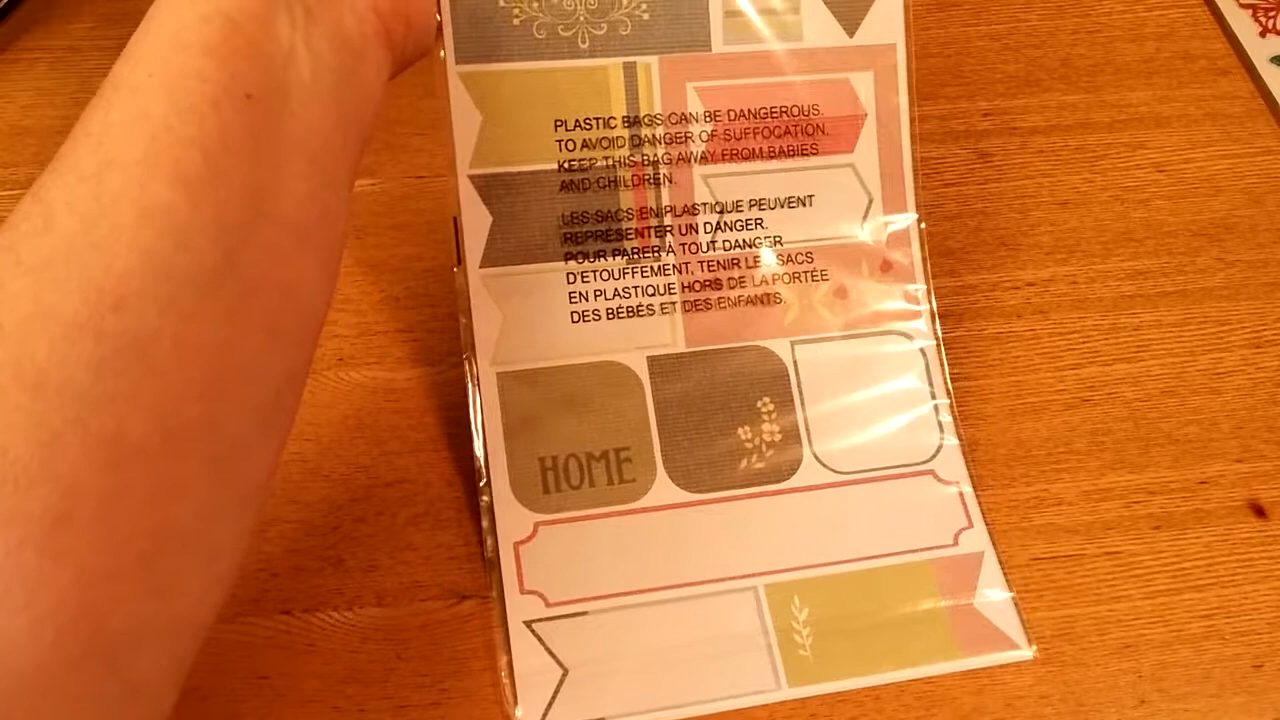 PLASTIC BAGS CAN BE DANGEROUS.
TO AVOID DANGER OF SUFFOCATION.
KEEP THIS BAG AWAY FROM BABIES
AND CHILDREN.
LES SACS EN PLASTIQUE PEUVENT
REPRÉSENTER UN DANGER.
POUR PARER À TOUT DANGER
D'ETOUFFEMENT, TENIR LES SACS
EN PLASTIQUE HORS DE LA PORTÉE
DES BÉBÉS ET DES ENFANTS.
HOME